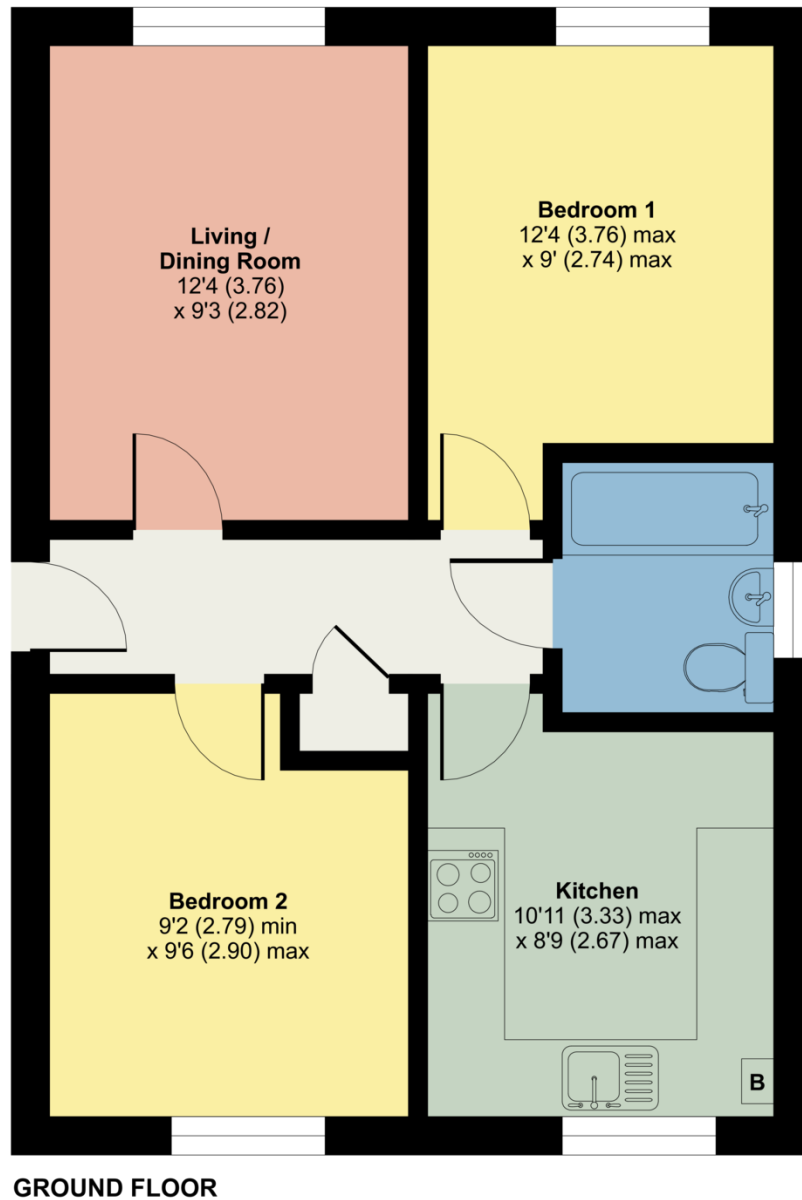 Living /
Dining Room
12'4 (3.76)
x 9'3 (2.82)
Bedroom 1
12'4 (3.76) max
x 9' (2.74) max
Bedroom 2
9'2 (2.79) min
x 9'6 (2.90) max
Kitchen
10'11 (3.33) max
x 8'9 (2.67) max
B
GROUND FLOOR